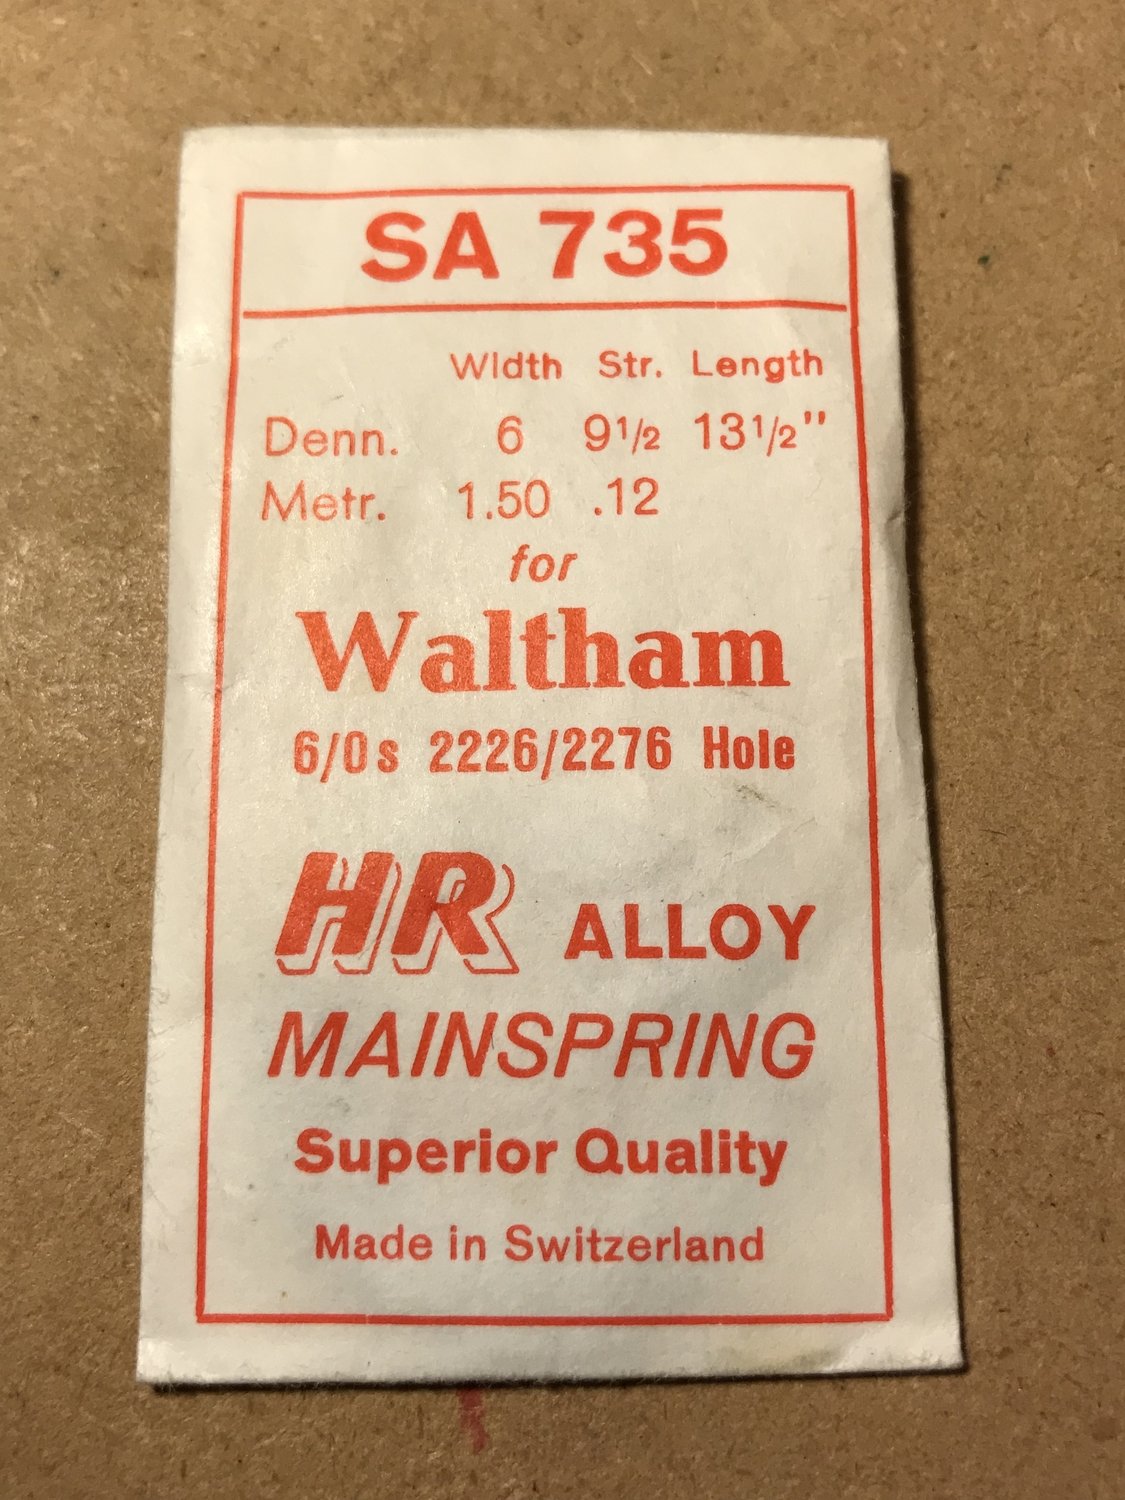 SA 735
Width Str. Length
Denn. 6 9½ 13½"
Metr. 1.50 .12
for
Waltham
6/0s 2226/2276 Hole
HR ALLOY
MAINSPRING
Superior Quality
Made in Switzerland